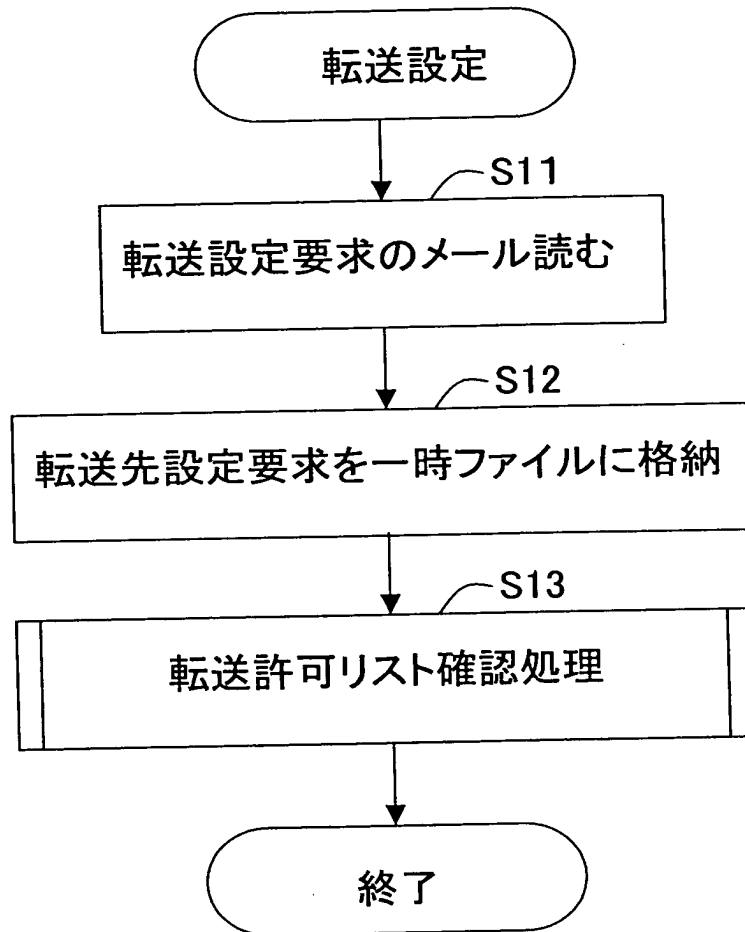 転送設定
S11
転送設定要求のメール読む
S12
転送先設定要求を一時ファイルに格納
S13
転送許可リスト確認処理
終了